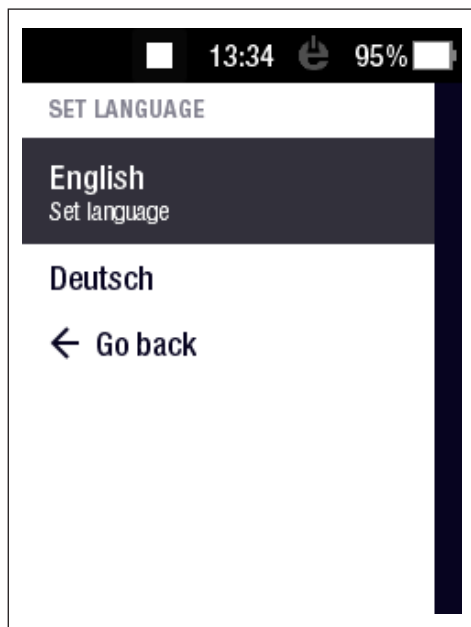 13:34 95%
SET LANGUAGE
English
Set language
Deutsch
← Go back